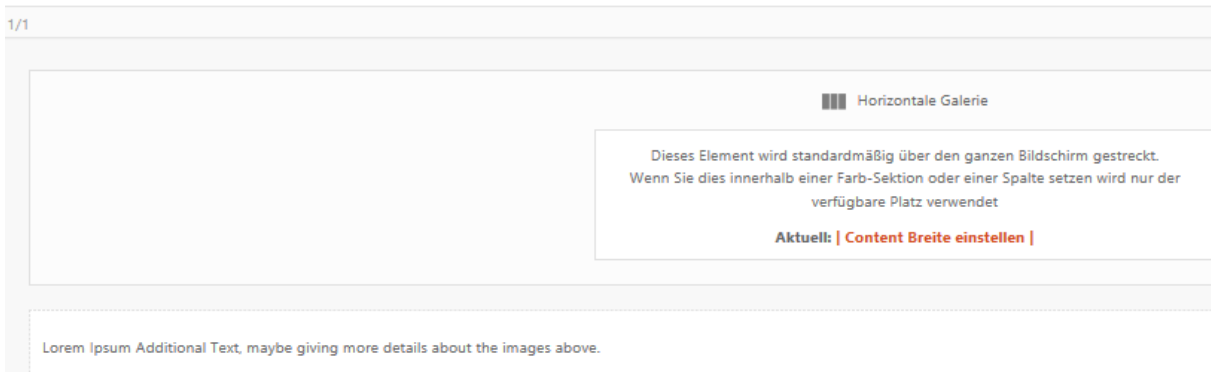 1/1
Horizontale Galerie
Dieses Element wird standardmäßig über den ganzen Bildschirm gestreckt.
Wenn Sie dies innerhalb einer Farb-Sektion oder einer Spalte setzen wird nur der
verfügbare Platz verwendet
Aktuell: | Content Breite einstellen |
Lorem Ipsum Additional Text, maybe giving more details about the images above.